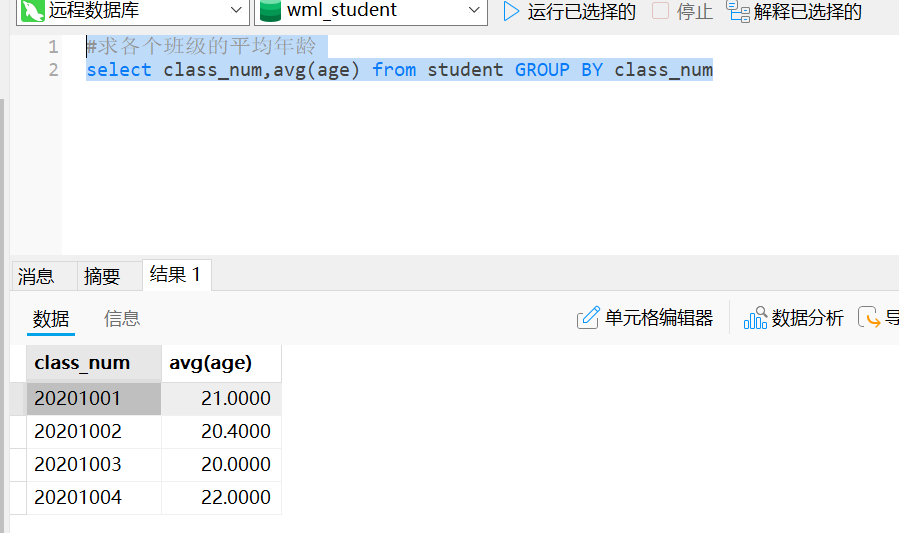 远程数据库 wml_student 运行已选择的 停止 解释已选择的
1 #求各个班级的平均年龄
2 select class_num,avg(age) from student GROUP BY class_num
消息 摘要 结果 1
数据 信息 单元格编辑器 数据分析 导
class_num avg(age)
20201001 21.0000
20201002 20.4000
20201003 20.0000
20201004 22.0000